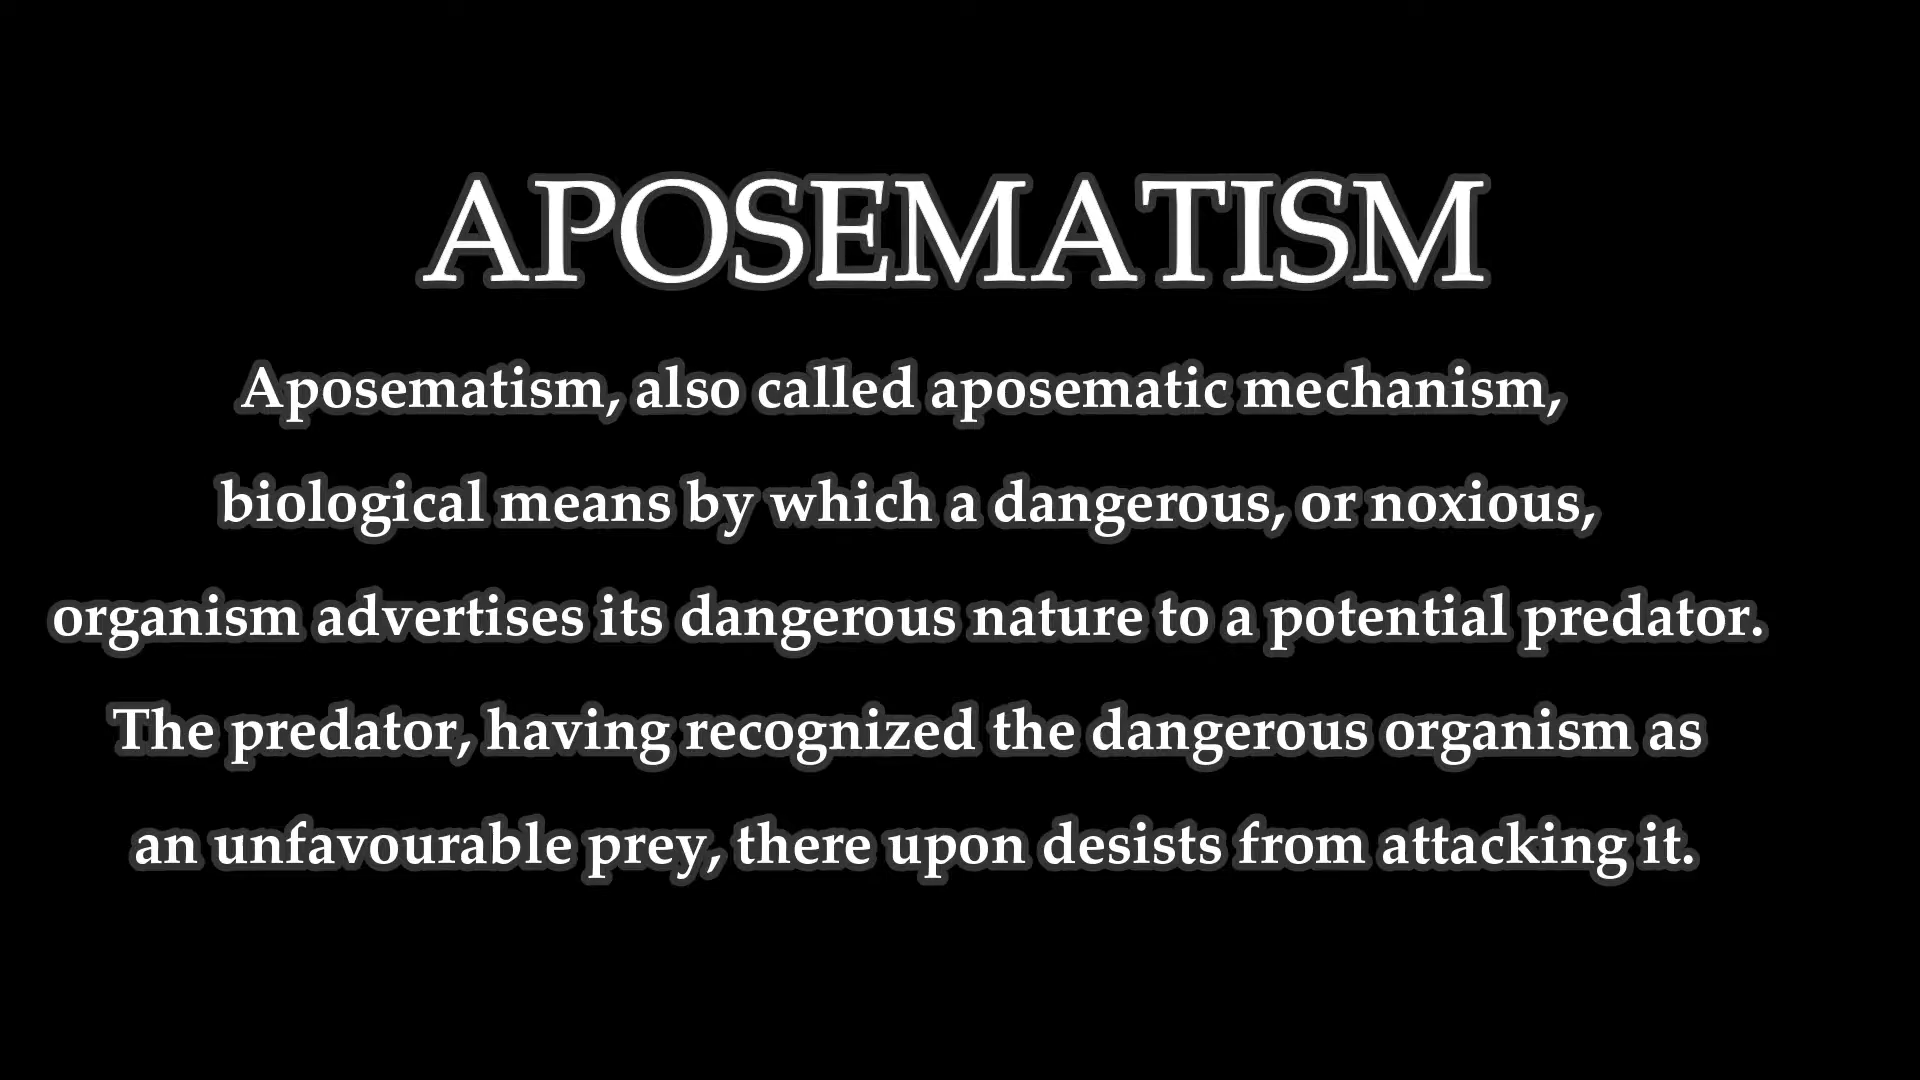 APOSEMATISM
Aposematism, also called aposematic mechanism,
biological means by which a dangerous, or noxious,
organism advertises its dangerous nature to a potential predator.
The predator, having recognized the dangerous organism as
an unfavourable prey, there upon desists from attacking it.